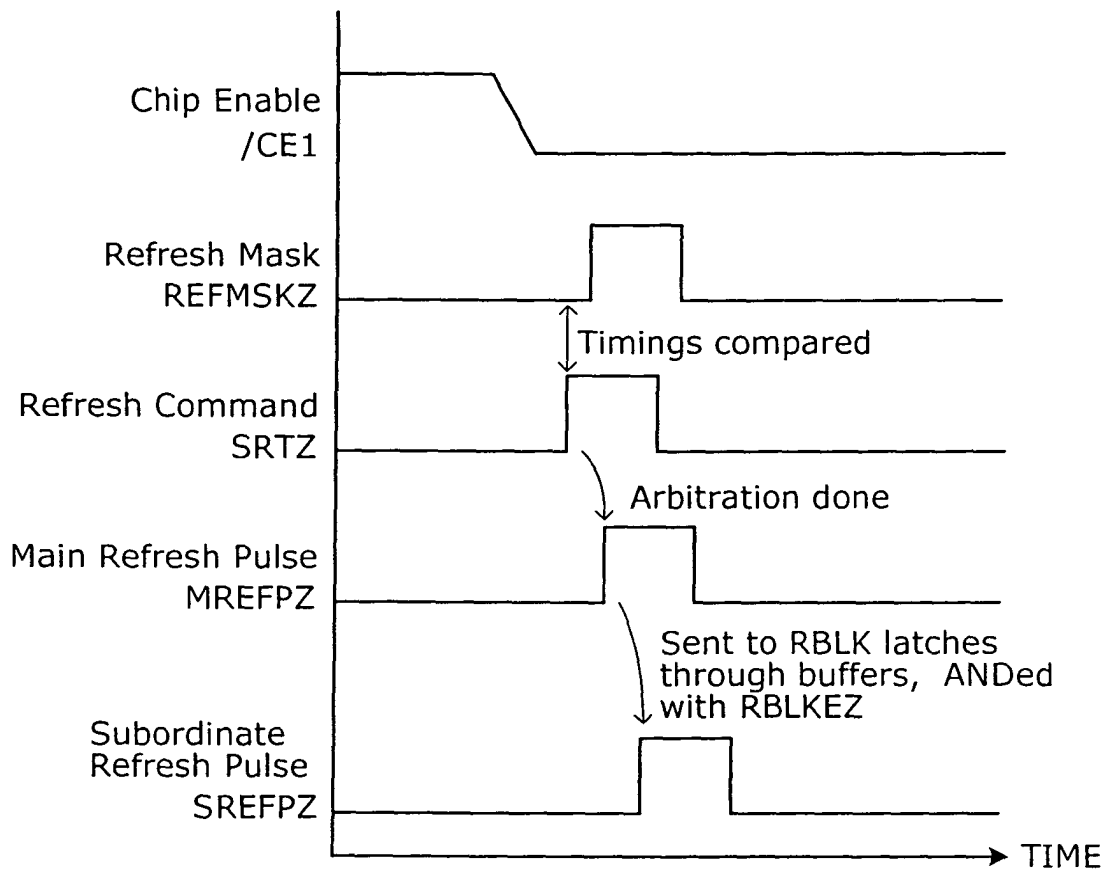 Chip Enable
/CE1
Refresh Mask
REFMSKZ
Timings compared
Refresh Command
SRTZ
Arbitration done
Main Refresh Pulse
MREFPZ
Sent to RBLK latches
through buffers, ANDed
with RBLKEZ
Subordinate
Refresh Pulse
SREFPZ
TIME